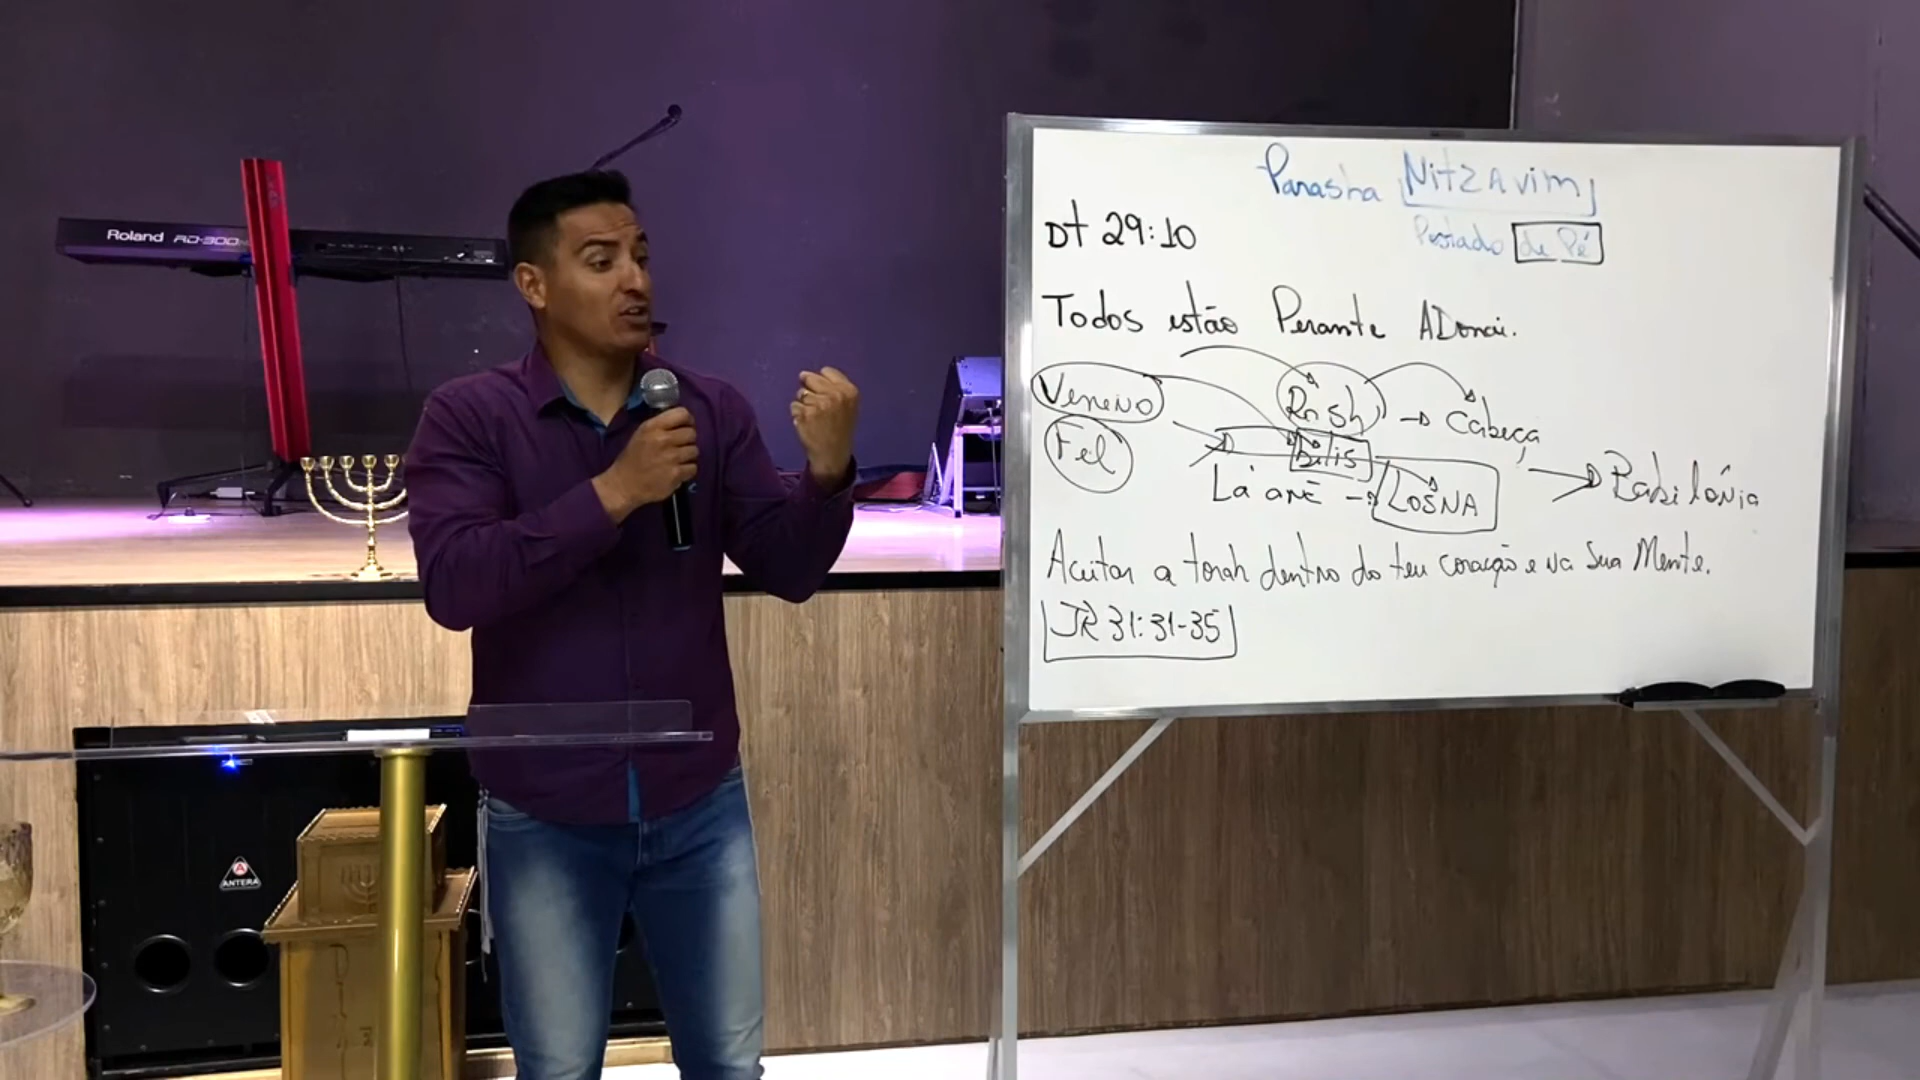 Parasha Nitzavim
Dt 29:10
Postado de Pé
Todos estão Perante ADonai.
Veneno
Rosh → Cabeça
Fel
bílis
Babilônia
La'anê → LOSNA
Aceitar a torah dentro do teu coração e na Sua Mente.
JR 31:31-35
Roland RD-300
ANTERA